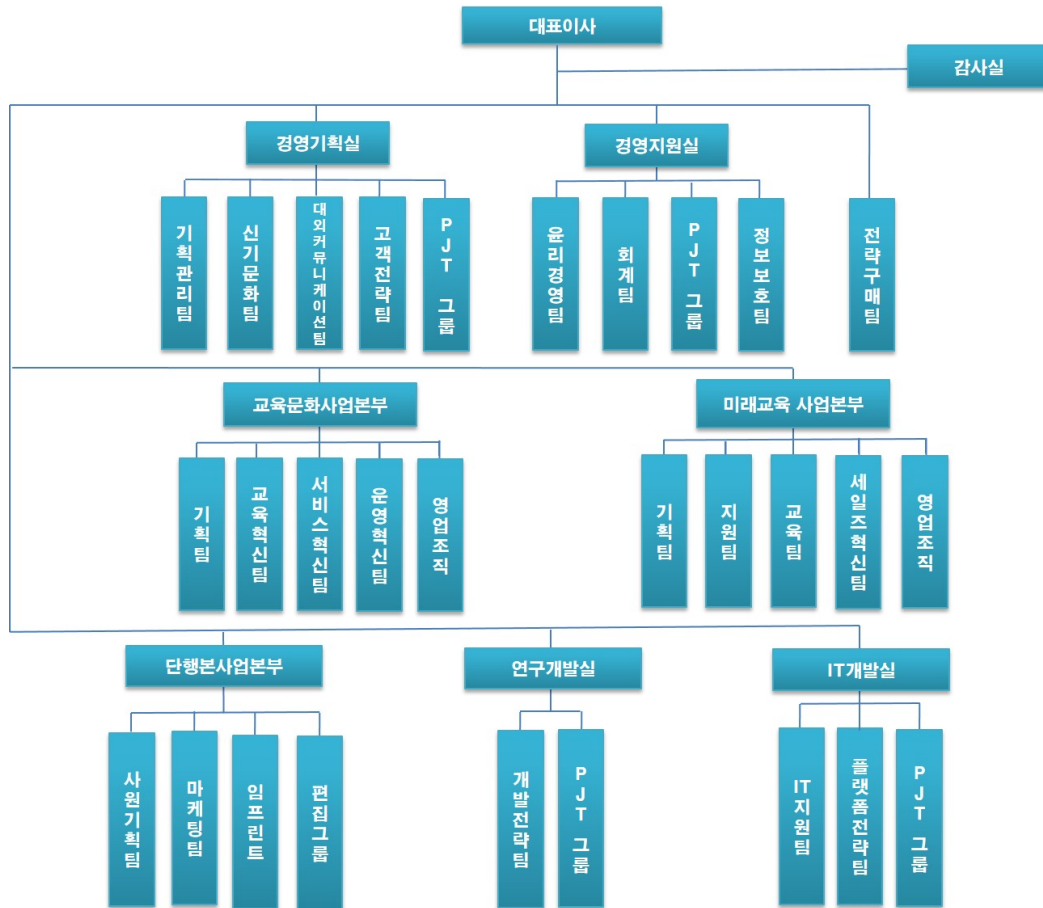 대표이사
감사실
경영기획실
경영지원실
기획관리팀
신기문화팀
대외커뮤니케이션팀
고객전략팀
PJT 그룹
윤리경영팀
회계팀
PJT 그룹
정보보호팀
전략구매팀
교육문화사업본부
미래교육 사업본부
기획팀
교육혁신팀
서비스혁신팀
운영혁신팀
영업조직
기획팀
지원팀
교육팀
세일즈혁신팀
영업조직
단행본사업본부
연구개발실
IT개발실
사원기획팀
마케팅팀
임프린트
편집그룹
개발전략팀
PJT 그룹
IT지원팀
플랫폼전략팀
PJT 그룹